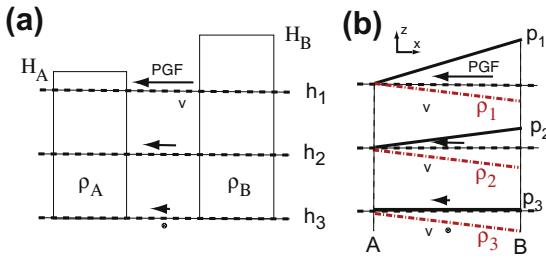 (a)
H_A
H_B
PGF
v
h_1
h_2
ρ_A
ρ_B
h_3
(b)
z
x
p_1
PGF
v
ρ_1
p_2
v
ρ_2
p_3
v
ρ_3
A
B